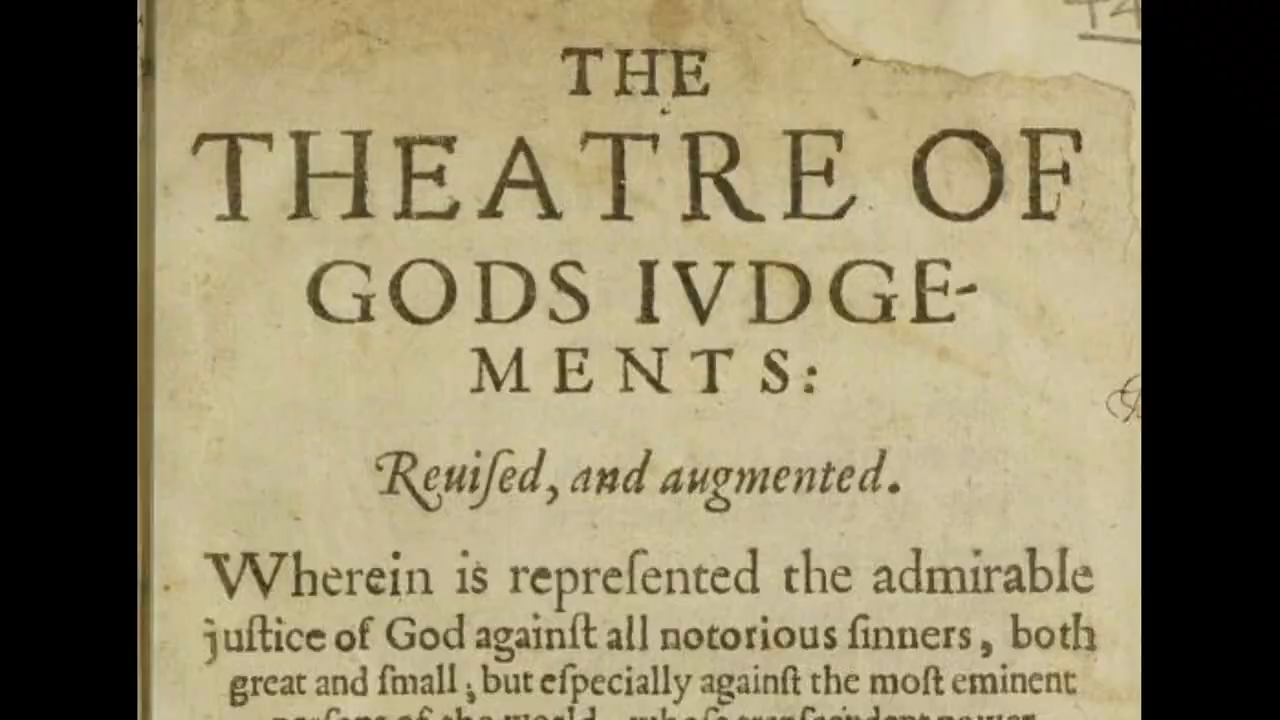 THE
THEATRE OF
GODS IVDGE-
MENTS:
Reuiſed, and augmented.
Wherein is repreſented the admirable
juſtice of God againſt all notorious ſinners, both
great and ſmall; but eſpecially againſt the moſt eminent